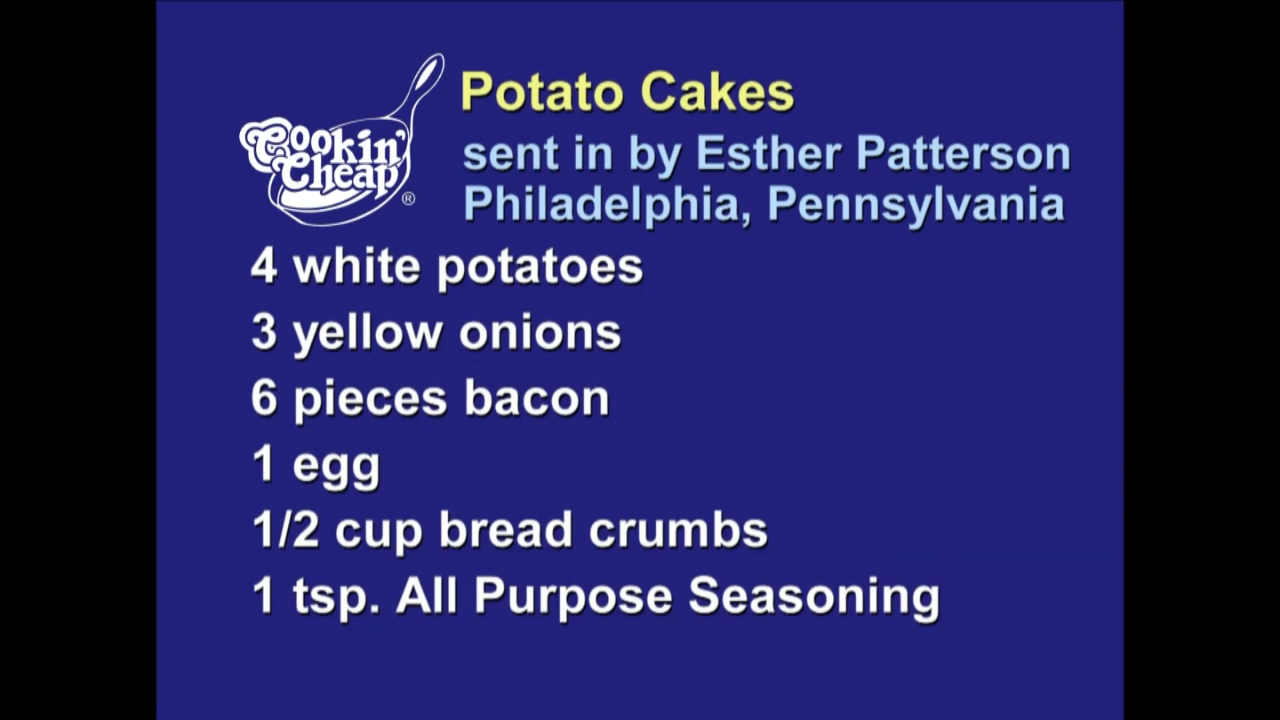 Cookin'
Cheap
®
Potato Cakes
sent in by Esther Patterson
Philadelphia, Pennsylvania
4 white potatoes
3 yellow onions
6 pieces bacon
1 egg
1/2 cup bread crumbs
1 tsp. All Purpose Seasoning